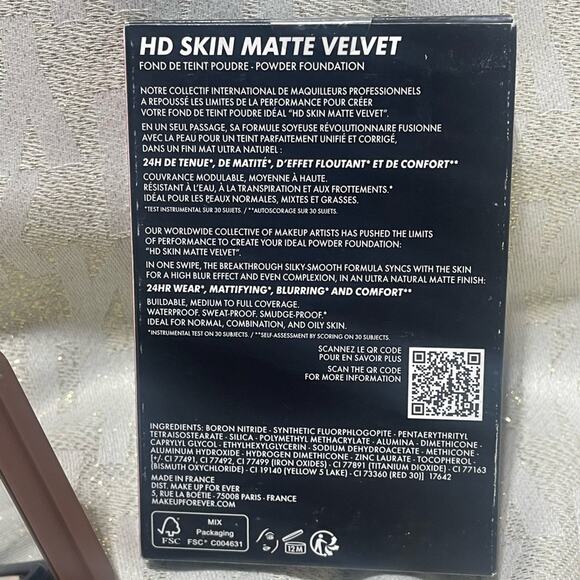 HD SKIN MATTE VELVET
FOND DE TEINT POUDRE - POWDER FOUNDATION
NOTRE COLLECTIF INTERNATIONAL DE MAQUILLEURS PROFESSIONNELS
A REPOUSSÉ LES LIMITES DE LA PERFORMANCE POUR CRÉER
VOTRE FOND DE TEINT POUDRE IDÉAL "HD SKIN MATTE VELVET".
EN UN SEUL PASSAGE, SA FORMULE SOYEUSE RÉVOLUTIONNAIRE FUSIONNE
AVEC LA PEAU POUR UN TEINT PARFAITEMENT UNIFIÉ ET CORRIGÉ,
DANS UN FINI MAT ULTRA NATUREL :
24H DE TENUE*, DE MATITÉ*, D'EFFET FLOUTANT* ET DE CONFORT**
COUVRANCE MODULABLE, MOYENNE À HAUTE.
RÉSISTANT À L'EAU, À LA TRANSPIRATION ET AUX FROTTEMENTS.*
IDÉAL POUR LES PEAUX NORMALES, MIXTES ET GRASSES.
*TEST INSTRUMENTAL SUR 30 SUJETS. / **AUTOSCORAGE SUR 30 SUJETS.
OUR WORLDWIDE COLLECTIVE OF MAKEUP ARTISTS HAS PUSHED THE LIMITS
OF PERFORMANCE TO CREATE YOUR IDEAL POWDER FOUNDATION:
"HD SKIN MATTE VELVET".
IN ONE SWIPE, THE BREAKTHROUGH SILKY-SMOOTH FORMULA SYNCS WITH THE SKIN
FOR A HIGH BLUR EFFECT AND EVEN COMPLEXION, IN AN ULTRA NATURAL MATTE FINISH:
24HR WEAR*, MATTIFYING*, BLURRING* AND COMFORT**
BUILDABLE, MEDIUM TO FULL COVERAGE.
WATERPROOF. SWEAT-PROOF. SMUDGE-PROOF.*
IDEAL FOR NORMAL, COMBINATION, AND OILY SKIN.
*INSTRUMENTAL TEST ON 30 SUBJECTS. / **SELF-ASSESSMENT BY SCORING ON 30 SUBJECTS.
SCANNEZ LE QR CODE
POUR EN SAVOIR PLUS
SCAN THE QR CODE
FOR MORE INFORMATION
INGREDIENTS: BORON NITRIDE - SYNTHETIC FLUORPHLOGOPITE - PENTAERYTHRITYL
TETRAISOSTEARATE - SILICA - POLYMETHYL METHACRYLATE - ALUMINA - DIMETHICONE -
CAPRYLYL GLYCOL - ETHYLHEXYLGLYCERIN - SODIUM DEHYDROACETATE - METHICONE -
ALUMINUM HYDROXIDE - HYDROGEN DIMETHICONE - ZINC LAURATE - TOCOPHEROL -
[+/- CI 77491, CI 77492, CI 77499 (IRON OXIDES) - CI 77891 (TITANIUM DIOXIDE) - CI 77163
(BISMUTH OXYCHLORIDE) - CI 19140 (YELLOW 5 LAKE) - CI 73360 (RED 30)] 17642
MADE IN FRANCE
DIST. MAKE UP FOR EVER
5, RUE LA BOÉTIE - 75008 PARIS - FRANCE
MAKEUPFOREVER.COM
FSC
MIX
Packaging
FSC® C004631
12M